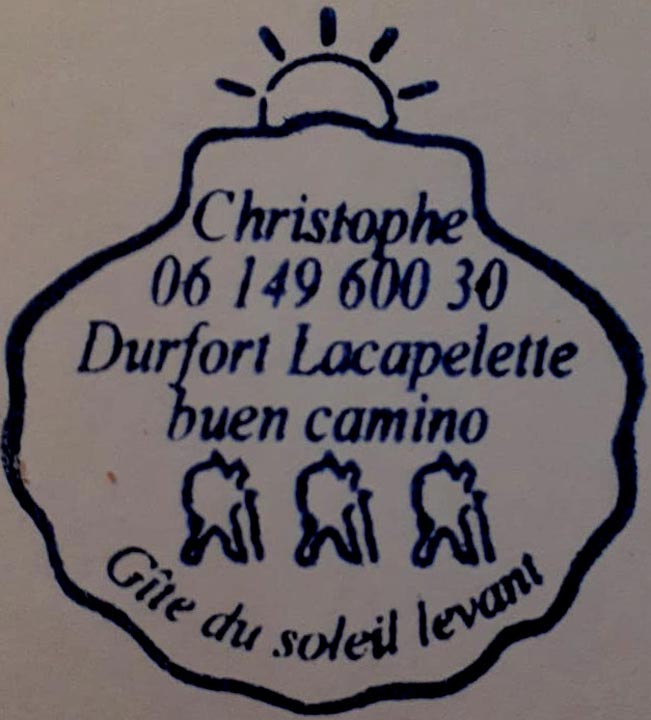 Christophe
06 149 600 30
Durfort Lacapelette
buen camino
Gîte du soleil levant